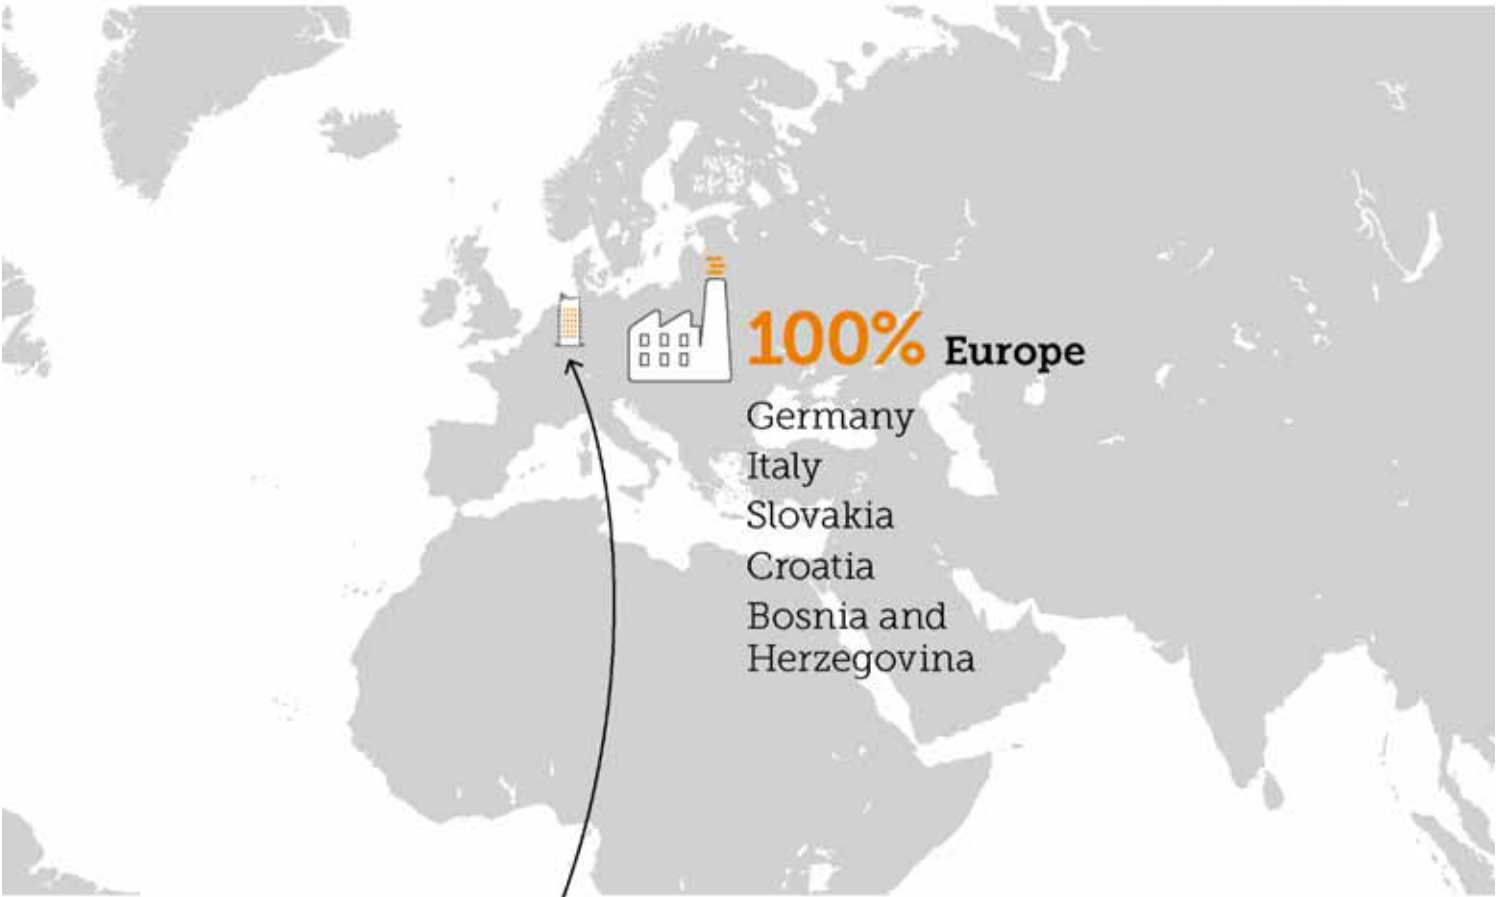 100% Europe
Germany
Italy
Slovakia
Croatia
Bosnia and
Herzegovina